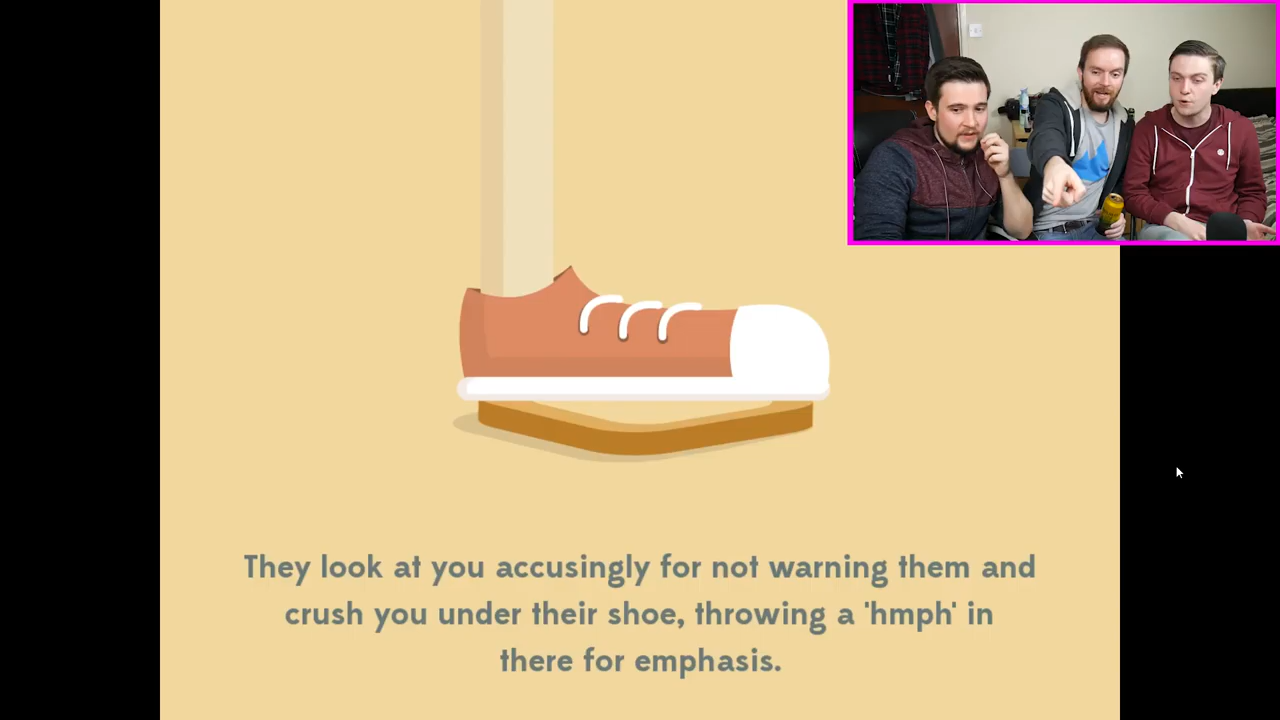 They look at you accusingly for not warning them and
crush you under their shoe, throwing a 'hmph' in
there for emphasis.